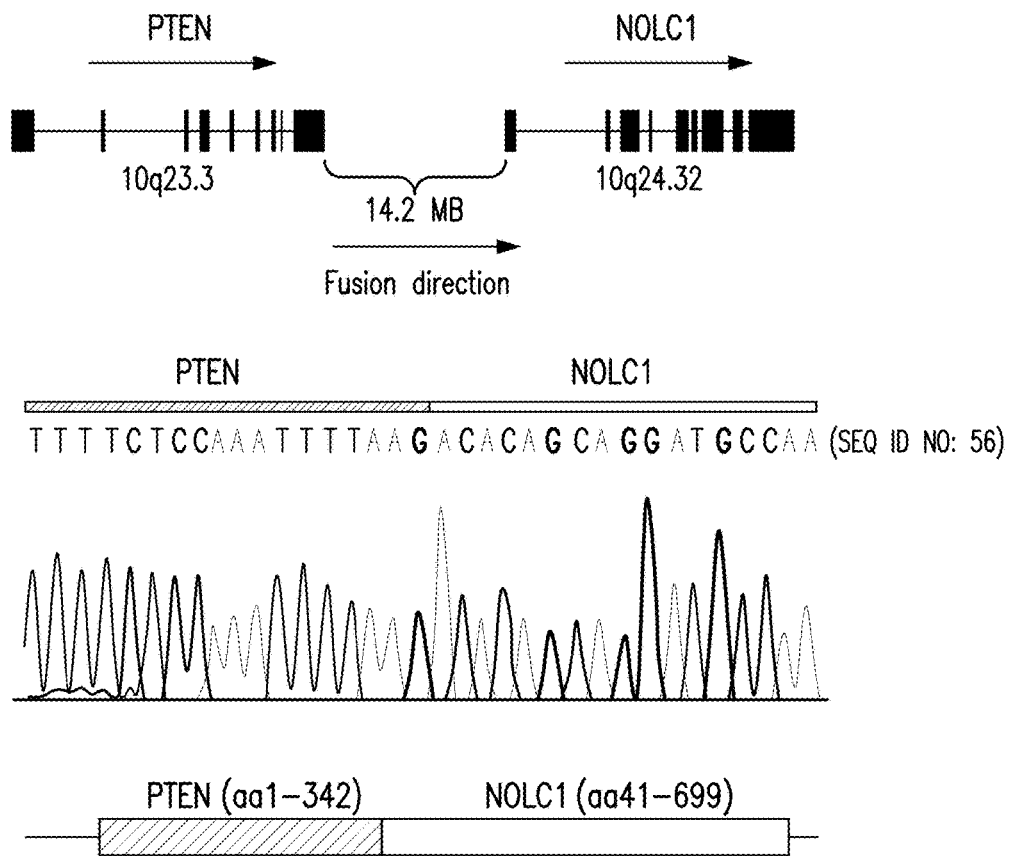 PTEN NOLC1
10q23.3 10q24.32
14.2 MB
Fusion direction
PTEN NOLC1
TTTTCTCCAAATTTTAAGACACAGCAGGATGCCAA (SEQ ID NO: 56)
PTEN (aa1-342) NOLC1 (aa41-699)